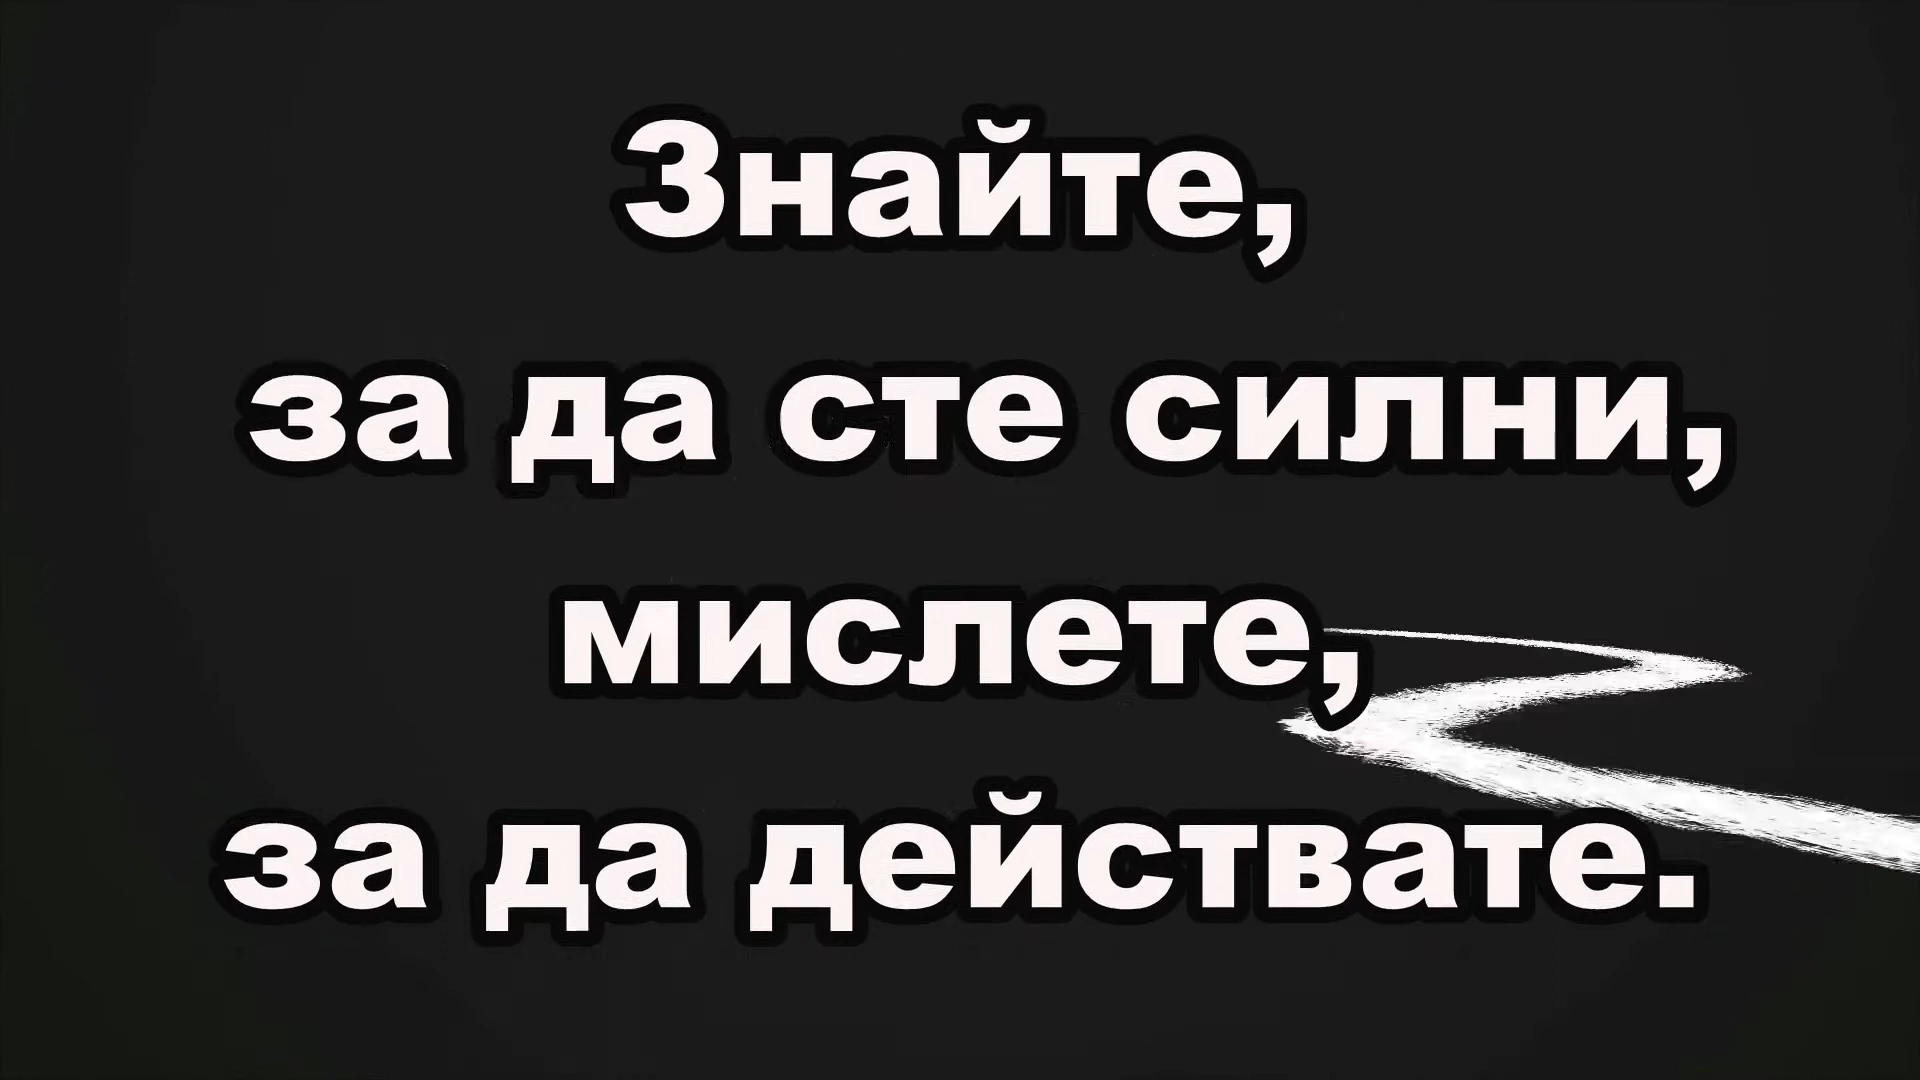 Знайте,
за да сте силни,
мислете,
за да действате.